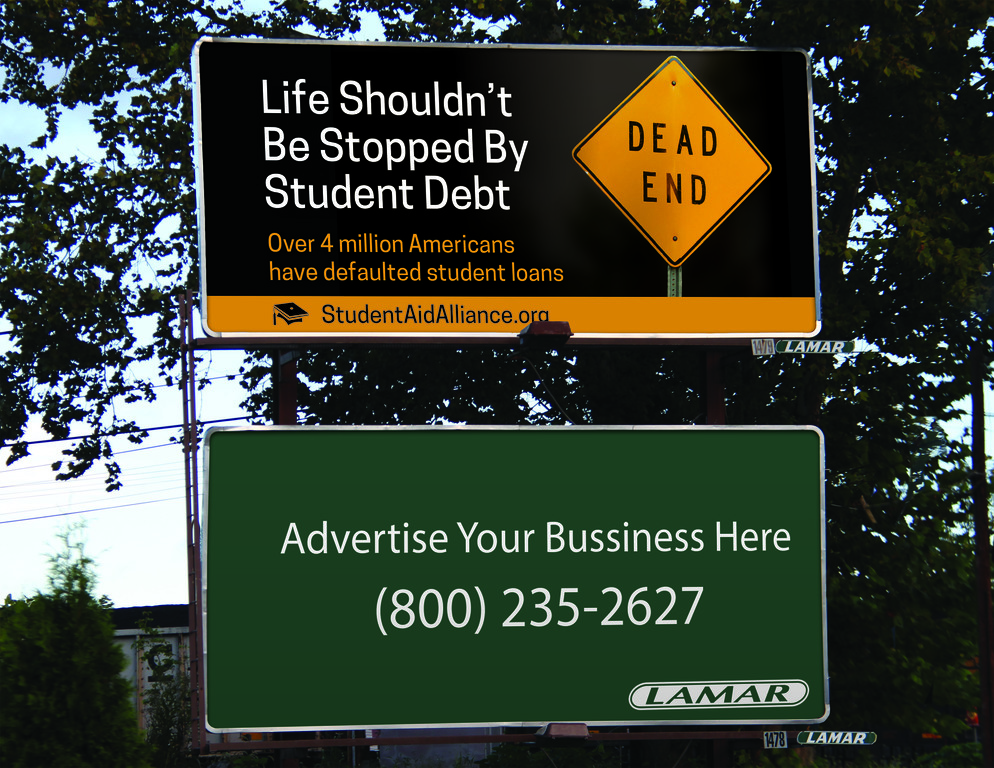 Life Shouldn't
Be Stopped By
Student Debt
Over 4 million Americans
have defaulted student loans
StudentAidAlliance.org
DEAD
END
1479 LAMAR
Advertise Your Bussiness Here
(800) 235-2627
LAMAR
1478 LAMAR